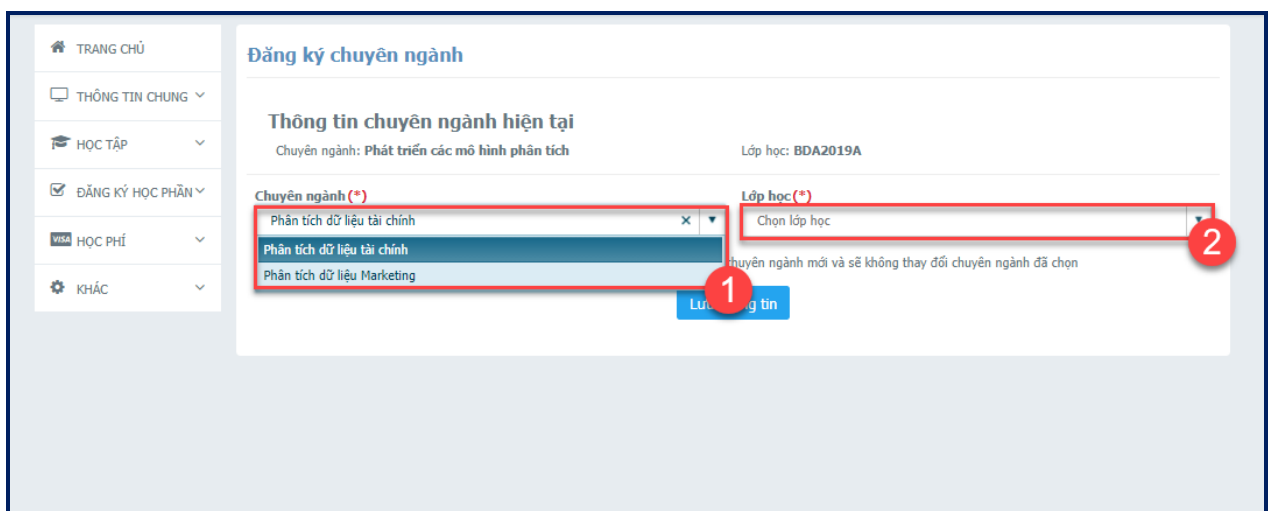 TRANG CHỦ
THÔNG TIN CHUNG
HỌC TẬP
ĐĂNG KÝ HỌC PHẦN
VISA HỌC PHÍ
KHÁC
Đăng ký chuyên ngành
Thông tin chuyên ngành hiện tại
Chuyên ngành: Phát triển các mô hình phân tích
Lớp học: BDA2019A
Chuyên ngành (*)
Lớp học (*)
Phân tích dữ liệu tài chính
Chọn lớp học
Phân tích dữ liệu tài chính
Phân tích dữ liệu Marketing
1
2
chuyên ngành mới và sẽ không thay đổi chuyên ngành đã chọn
tin